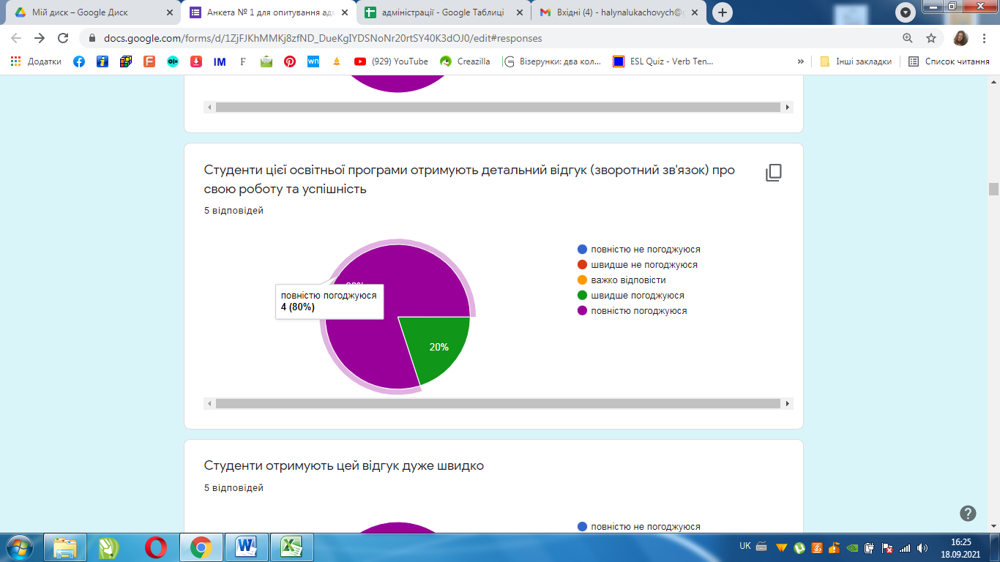 Мій диск – Google Диск
Анкета № 1 для опитування адм
адміністрації - Google Таблиці
Вхідні (4) - halynalukachovych@g
docs.google.com/forms/d/1ZjFJKhMMKj8zfND_DueKgIYDSNoNr20rtSY40K3dOJ0/edit#responses
Додатки
IM
F
wn
(929) YouTube
Creazilla
Візерунки: два кол...
ESL Quiz - Verb Ten...
»
Інші закладки
Список читання
Студенти цієї освітньої програми отримують детальний відгук (зворотний зв'язок) про
свою роботу та успішність
5 відповідей
повністю погоджуюся
4 (80%)
20%
повністю не погоджуюся
швидше не погоджуюся
важко відповісти
швидше погоджуюся
повністю погоджуюся
Студенти отримують цей відгук дуже швидко
5 відповідей
повністю не погоджуюся
UK
16:25
18.09.2021